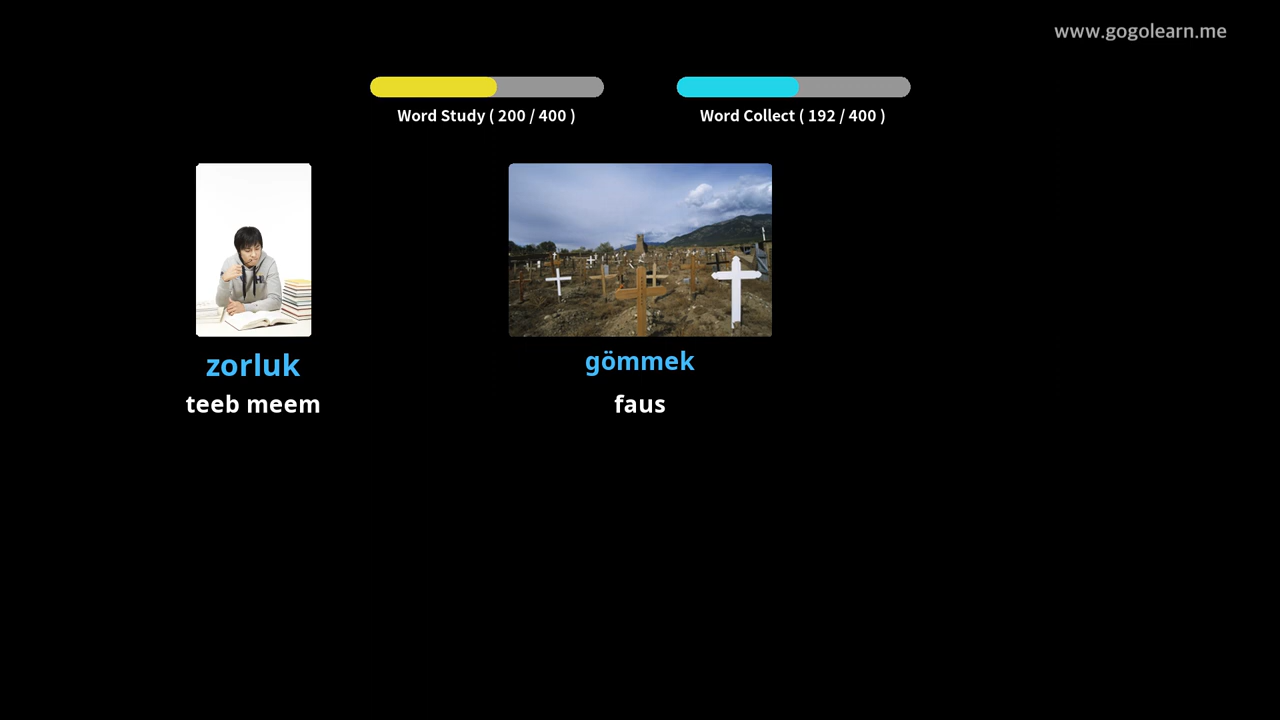 www.gogolearn.me
Word Study ( 200 / 400 )
Word Collect ( 192 / 400 )
zorluk
teeb meem
gömmek
faus